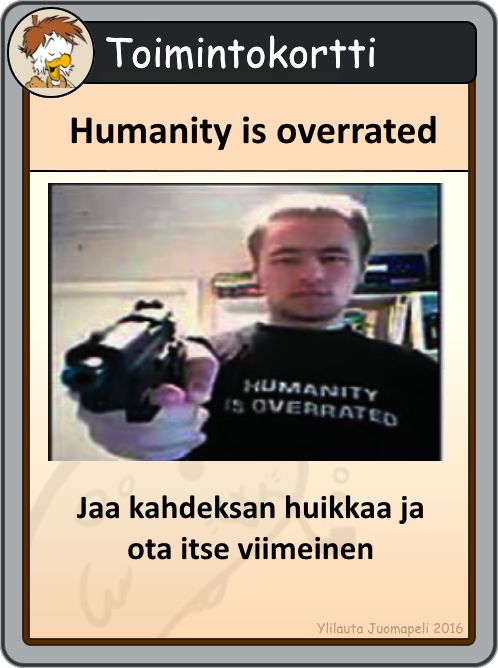 Toimintokortti
Humanity is overrated
HUMANITY
IS OVERRATED
Jaa kahdeksan huikkaa ja
ota itse viimeinen
Ylilauta Juomapeli 2016